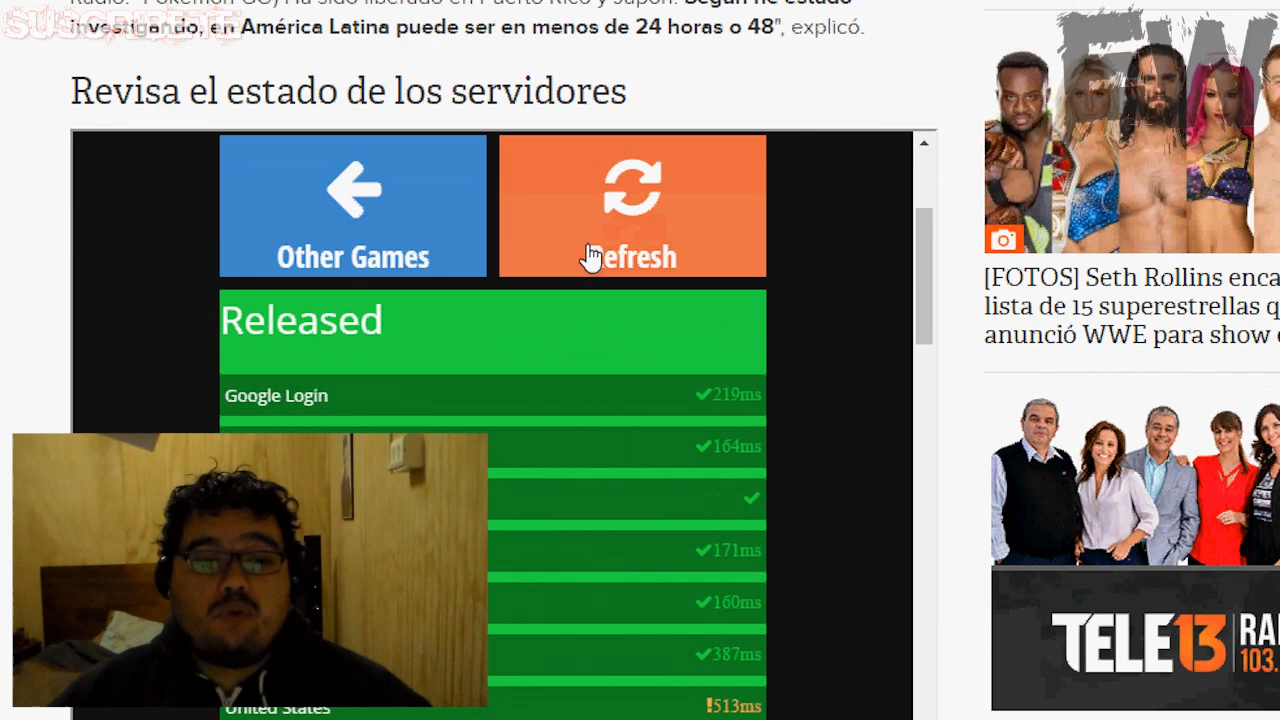 Radio. "Pokémon GO) Ha sido liberado en Puerto Rico y Japón. Según he estado
SUSCRIBETE
investigando, en América Latina puede ser en menos de 24 horas o 48", explicó.
Revisa el estado de los servidores
Other Games
Refresh
Released
Google Login
219ms
164ms
171ms
160ms
387ms
United States
513ms
[FOTOS] Seth Rollins enca
lista de 15 superestrellas q
anunció WWE para show
TELE13
RA
103.